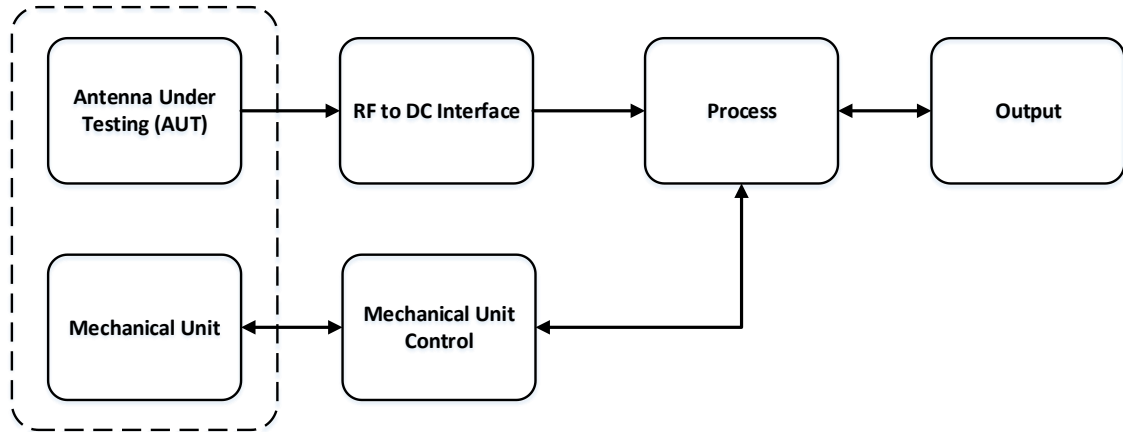 Antenna Under
Testing (AUT)
RF to DC Interface
Process
Output
Mechanical Unit
Mechanical Unit
Control